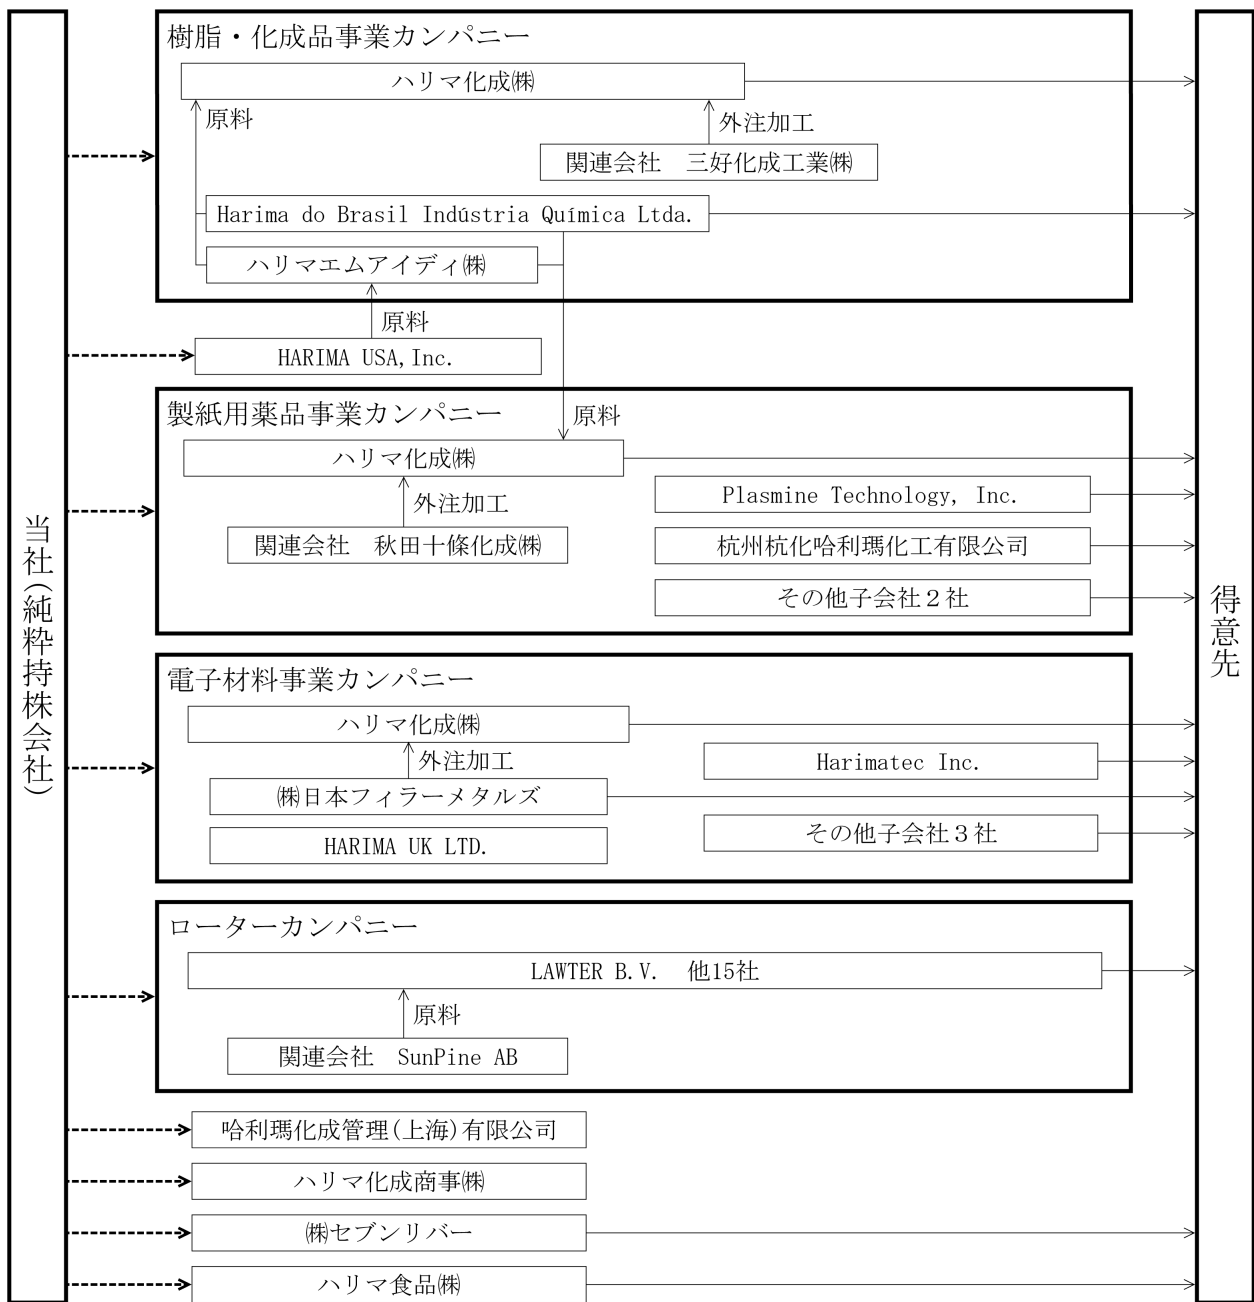 当社(純粋持株会社)
樹脂・化成品事業カンパニー
ハリマ化成㈱
原料
外注加工
関連会社　三好化成工業㈱
Harima do Brasil Indústria Química Ltda.
ハリマエムアイディ㈱
原料
HARIMA USA,Inc.
製紙用薬品事業カンパニー
原料
ハリマ化成㈱
Plasmine Technology, Inc.
外注加工
関連会社　秋田十條化成㈱
杭州杭化哈利瑪化工有限公司
その他子会社２社
電子材料事業カンパニー
ハリマ化成㈱
外注加工
Harimatec Inc.
㈱日本フィラーメタルズ
その他子会社３社
HARIMA UK LTD.
ローターカンパニー
LAWTER B.V.　他15社
原料
関連会社　SunPine AB
哈利瑪化成管理(上海)有限公司
ハリマ化成商事㈱
㈱セブンリバー
ハリマ食品㈱
得意先